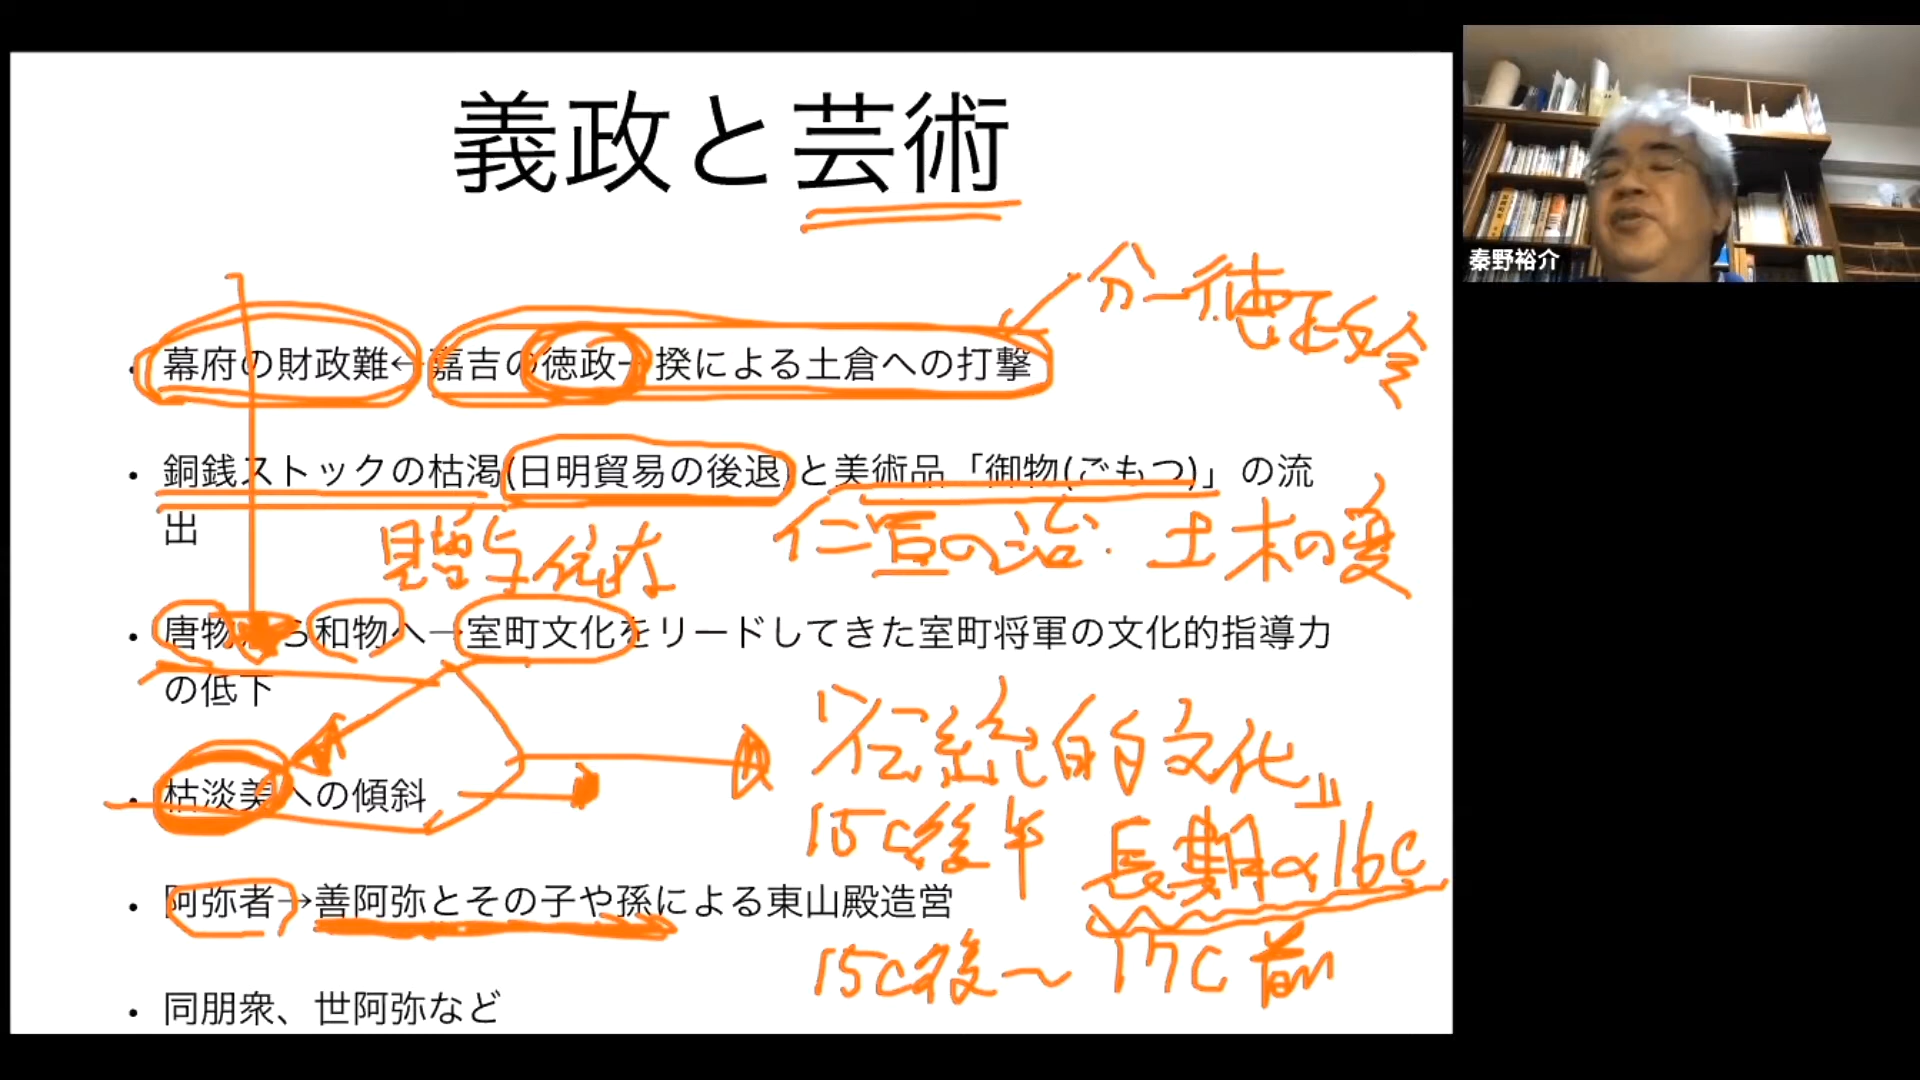 義政と芸術
秦野裕介
分一徳政令
・幕府の財政難←嘉吉の徳政一揆による土倉への打撃
・銅銭ストックの枯渇(日明貿易の後退)と美術品「御物(ごもつ)」の流
出
贈与依存 仁宣の治 土木の変
・唐物から和物へ→室町文化をリードしてきた室町将軍の文化的指導力
の低下
"伝統的文化"
・枯淡美への傾斜
15C後半 長期の16C
・阿弥者→善阿弥とその子や孫による東山殿造営
15C後〜17C前
・同朋衆、世阿弥など